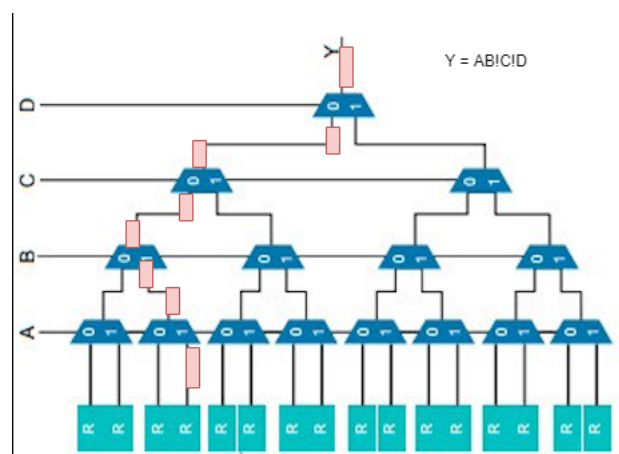 Y
Y = AB!C!D
D
0 1
C
0 1 0 1
B
0 1 0 1 0 1 0 1
A
0 1 0 1 0 1 0 1 0 1 0 1 0 1 0 1
R R R R R R R R R R R R R R R R